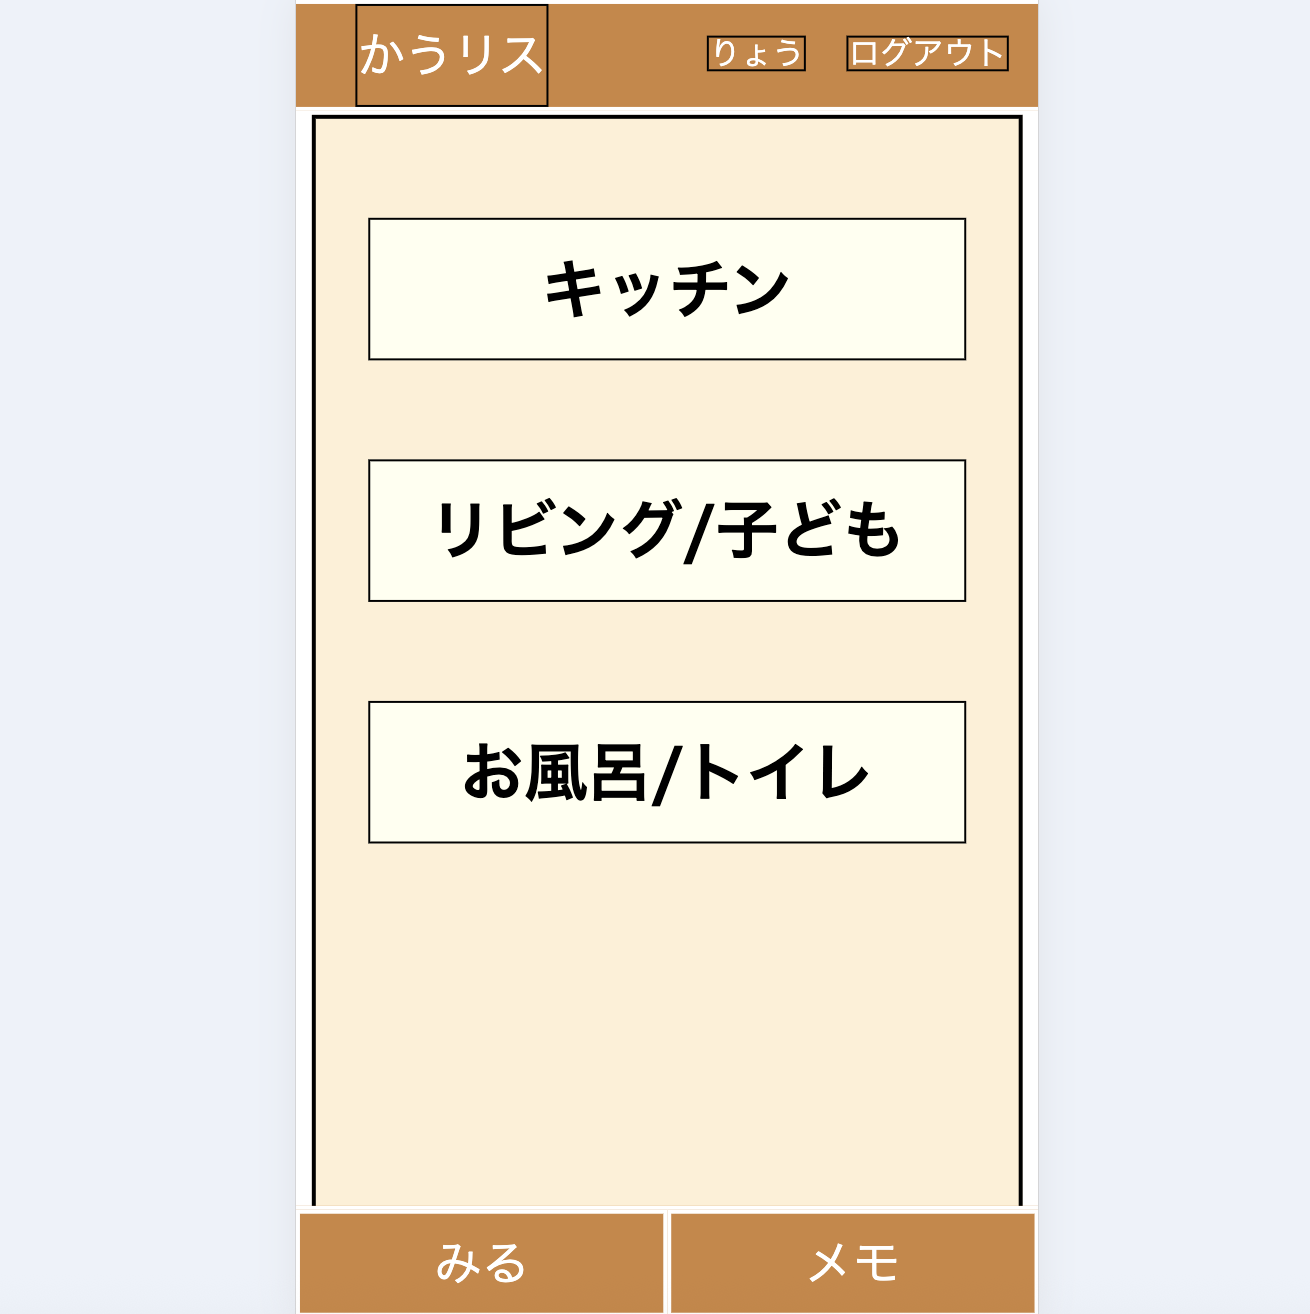 かうリス りょう ログアウト
キッチン
リビング/子ども
お風呂/トイレ
みる メモ